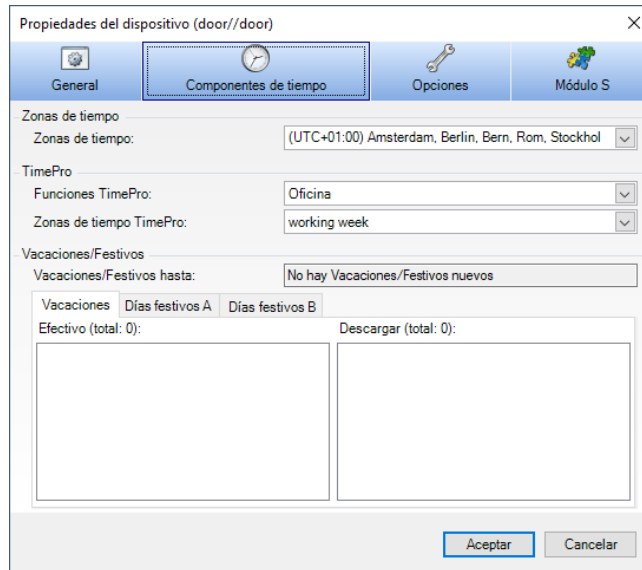 Propiedades del dispositivo (door//door)
General Componentes de tiempo Opciones Módulo S
Zonas de tiempo
Zonas de tiempo: (UTC+01:00) Amsterdam, Berlin, Bern, Rom, Stockhol
TimePro
Funciones TimePro: Oficina
Zonas de tiempo TimePro: working week
Vacaciones/Festivos
Vacaciones/Festivos hasta: No hay Vacaciones/Festivos nuevos
Vacaciones Días festivos A Días festivos B
Efectivo (total: 0): Descargar (total: 0):
Aceptar Cancelar